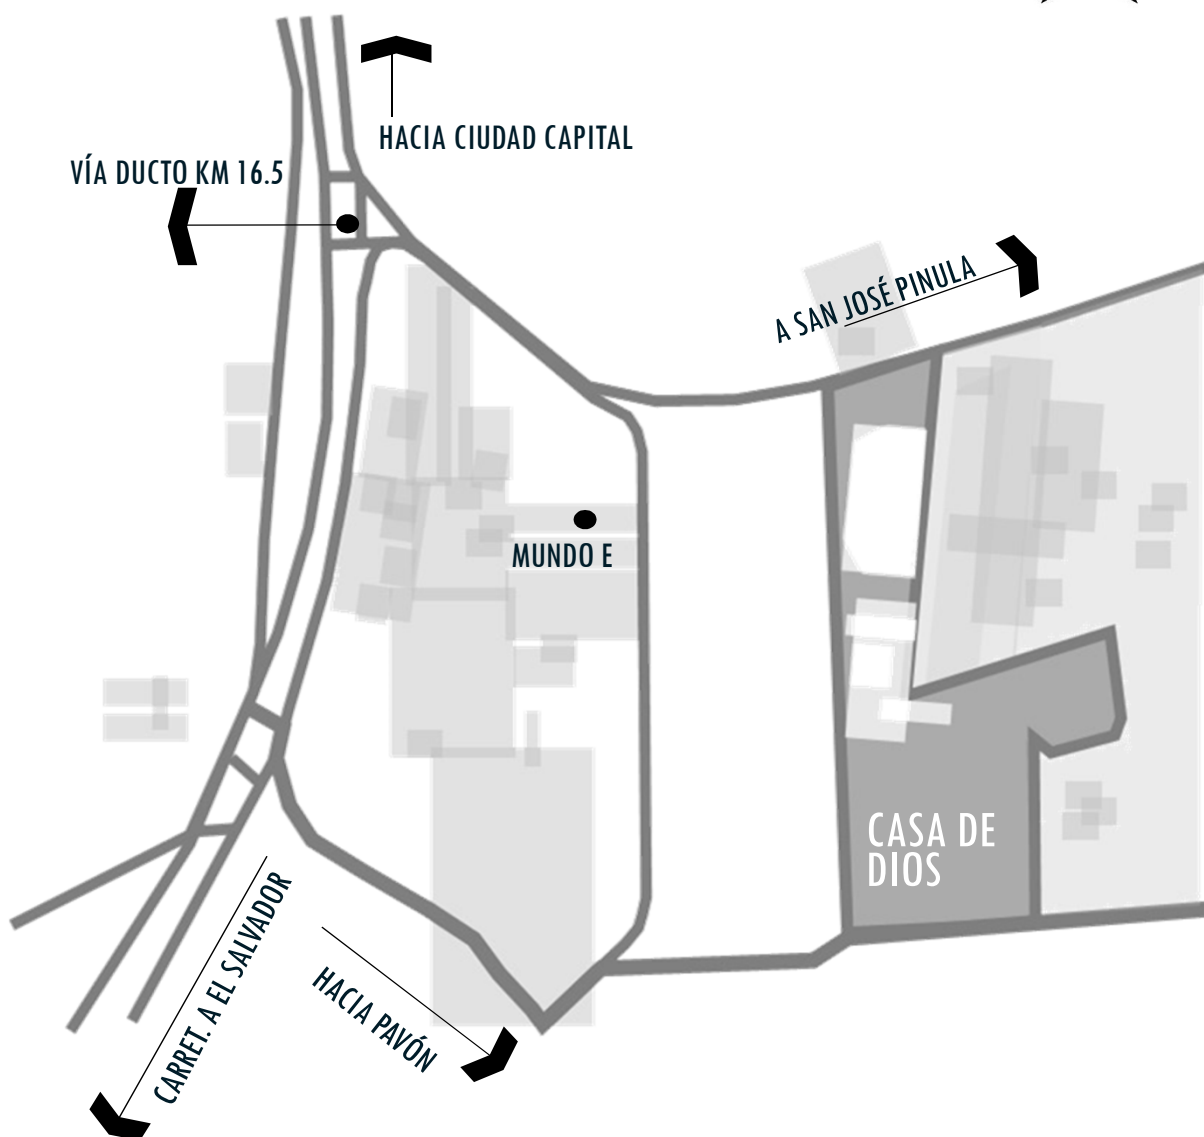 HACIA CIUDAD CAPITAL
VÍA DUCTO KM 16.5
A SAN JOSÉ PINULA
MUNDO E
CASA DE
DIOS
CARRET. A EL SALVADOR
HACIA PAVÓN